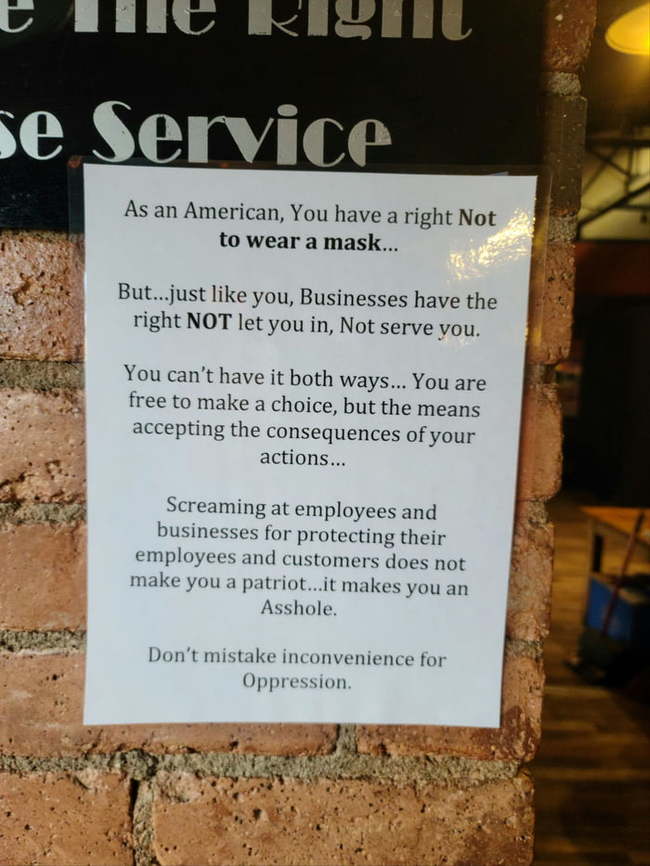 The Right
Service
As an American, You have a right Not
to wear a mask...
But...just like you, Businesses have the
right NOT let you in, Not serve you.
You can't have it both ways... You are
free to make a choice, but the means
accepting the consequences of your
actions...
Screaming at employees and
businesses for protecting their
employees and customers does not
make you a patriot...it makes you an
Asshole.
Don't mistake inconvenience for
Oppression.